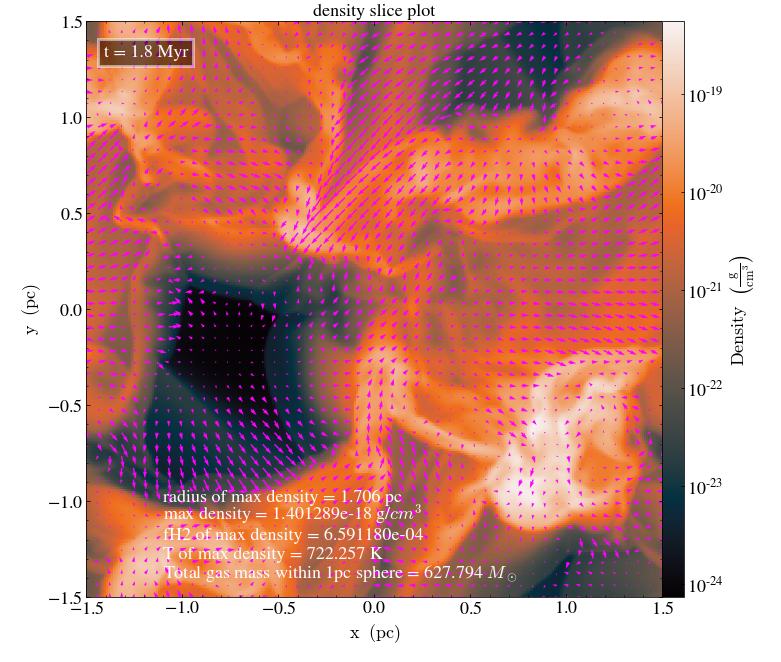 density slice plot
t = 1.8 Myr
1.5
1.0
0.5
0.0
−0.5
−1.0
−1.5
y (pc)
radius of max density = 1.706 pc
max density = 1.401289e-18 g/cm³
fH2 of max density = 6.591180e-04
T of max density = 722.257 K
Total gas mass within 1pc sphere = 627.794 M☉
−1.5 −1.0 −0.5 0.0 0.5 1.0 1.5
x (pc)
10⁻¹⁹
10⁻²⁰
10⁻²¹
10⁻²²
10⁻²³
10⁻²⁴
Density (g/cm³)